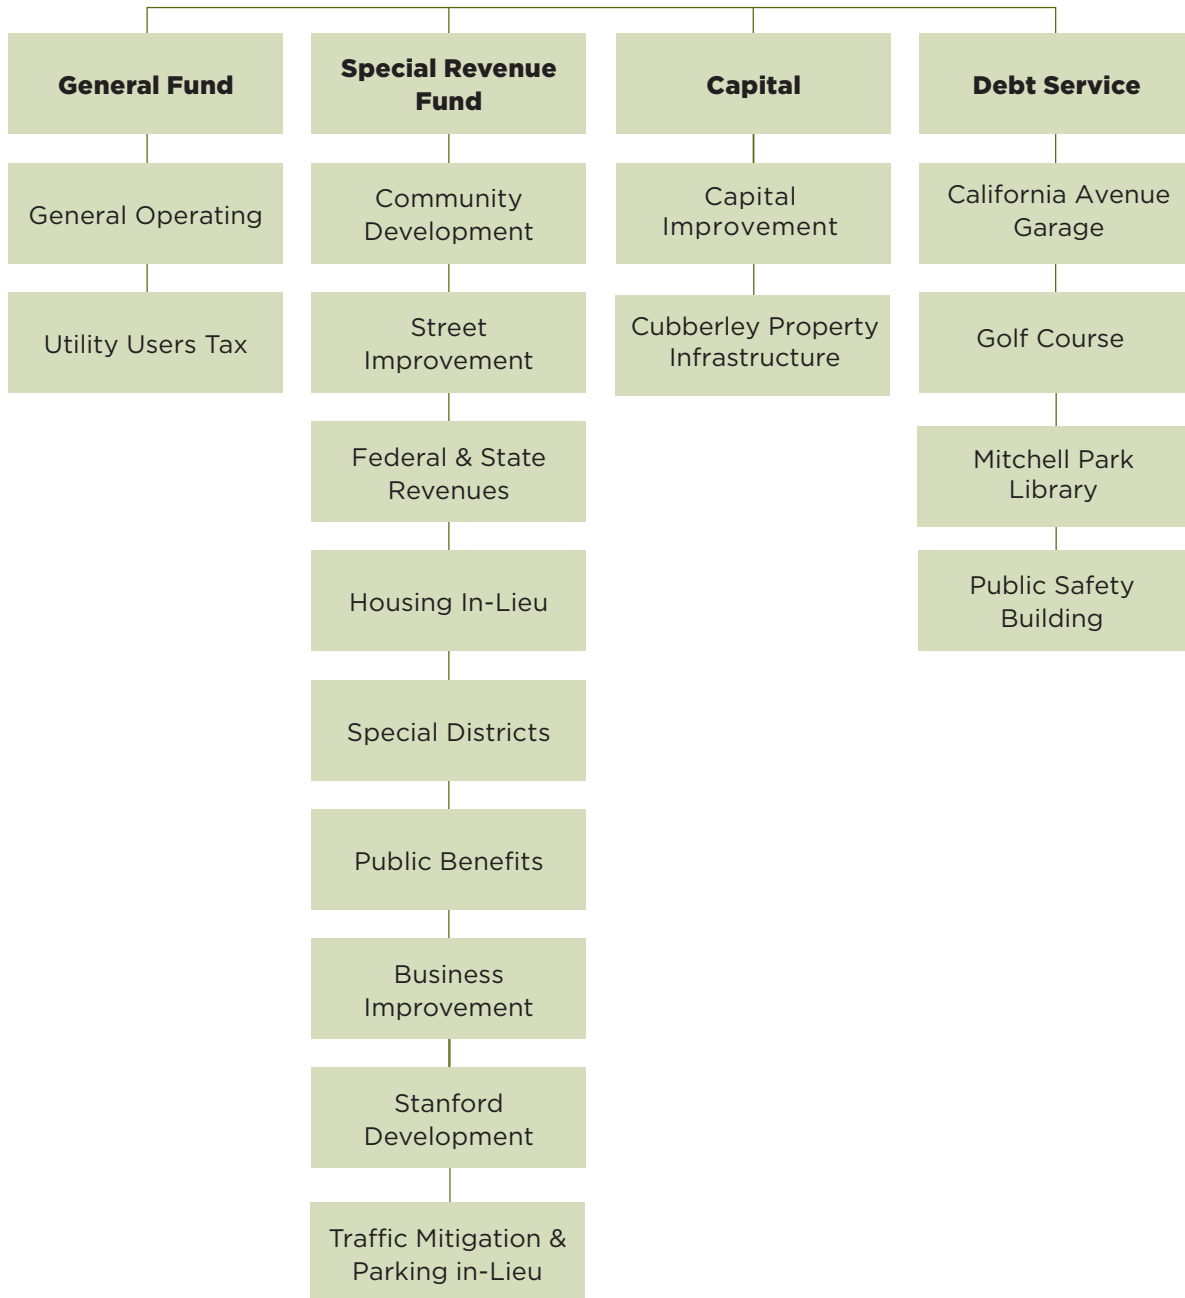 General Fund
General Operating
Utility Users Tax
Special Revenue
Fund
Community
Development
Street
Improvement
Federal & State
Revenues
Housing In-Lieu
Special Districts
Public Benefits
Business
Improvement
Stanford
Development
Traffic Mitigation &
Parking in-Lieu
Capital
Capital
Improvement
Cubberley Property
Infrastructure
Debt Service
California Avenue
Garage
Golf Course
Mitchell Park
Library
Public Safety
Building